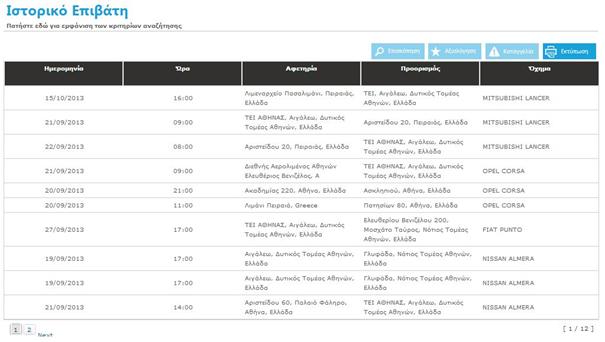 Ιστορικό Επιβάτη
Πατήστε εδώ για εμφάνιση των κριτηρίων αναζήτησης
Επισκόπηση Αξιολόγηση Καταγγελία Εκτύπωση
Ημερομηνία Ώρα Αφετηρία Προορισμός Όχημα
Λιμεναρχείο Πασαλιμάνι, Πειραιάς, ΤΕΙ, Αιγάλεω, Δυτικός Τομέας
15/10/2013 16:00 MITSUBISHI LANCER
Ελλάδα Αθηνών, Ελλάδα
ΤΕΙ ΑΘΗΝΑΣ, Αιγάλεω, Δυτικός
21/09/2013 09:00 Αριστείδου 20, Πειραιάς, Ελλάδα MITSUBISHI LANCER
Τομέας Αθηνών, Ελλάδα
ΤΕΙ ΑΘΗΝΑΣ, Αιγάλεω, Δυτικός
22/09/2013 08:00 Αριστείδου 20, Πειραιάς, Ελλάδα MITSUBISHI LANCER
Τομέας Αθηνών, Ελλάδα
Διεθνής Αερολιμένας Αθηνών ΤΕΙ ΑΘΗΝΑΣ, Αιγάλεω, Δυτικός
21/09/2013 09:00 OPEL CORSA
Ελευθέριος Βενιζέλος, Α Τομέας Αθηνών, Ελλάδα
20/09/2013 21:00 Ακαδημίας 220, Αθήνα, Ελλάδα Ασκληπιού, Αθήνα, Ελλάδα OPEL CORSA
20/09/2013 11:00 Λιμάνι Πειραιά, Greece Πατησίων 80, Αθήνα, Ελλάδα OPEL CORSA
Ελευθερίου Βενιζέλου 200,
27/09/2013 17:00 ΤΕΙ ΑΘΗΝΑΣ, Αιγάλεω, Δυτικός Μοσχάτο Ταύρος, Νότιος Τομέας FIAT PUNTO
Τομέας Αθηνών, Ελλάδα Αθηνών, Ελλάδα
Αιγάλεω, Δυτικός Τομέας Αθηνών, Γλυφάδα, Νότιος Τομέας Αθηνών,
19/09/2013 17:00 NISSAN ALMERA
Ελλάδα Ελλάδα
Αιγάλεω, Δυτικός Τομέας Αθηνών, Γλυφάδα, Νότιος Τομέας Αθηνών,
19/09/2013 17:00 NISSAN ALMERA
Ελλάδα Ελλάδα
Αριστείδου 60, Παλαιό Φάληρο, ΤΕΙ ΑΘΗΝΑΣ, Αιγάλεω, Δυτικός
21/09/2013 14:00 NISSAN ALMERA
Αθήνα, Ελλάδα Τομέας Αθηνών, Ελλάδα
1 2 Next [ 1 / 12 ]